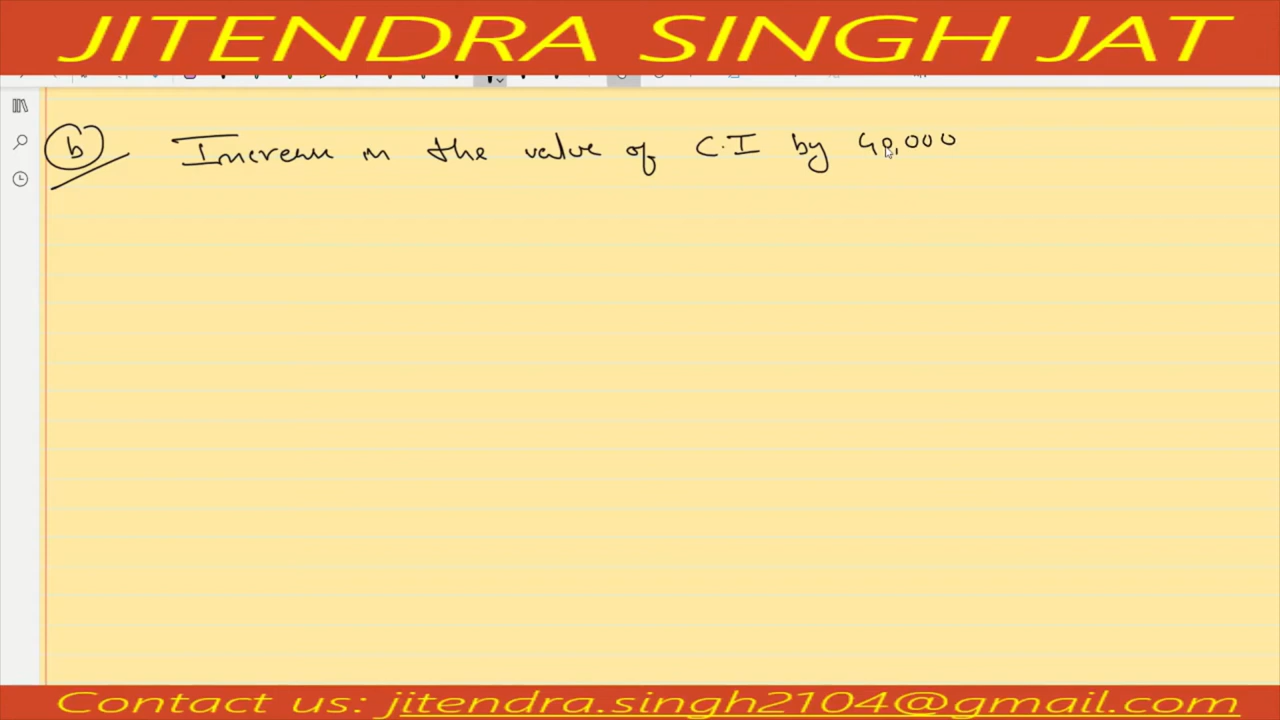 JITENDRA SINGH JAT
b Increase in the value of C.I by 40,000
Contact us: jitendra.singh2104@gmail.com